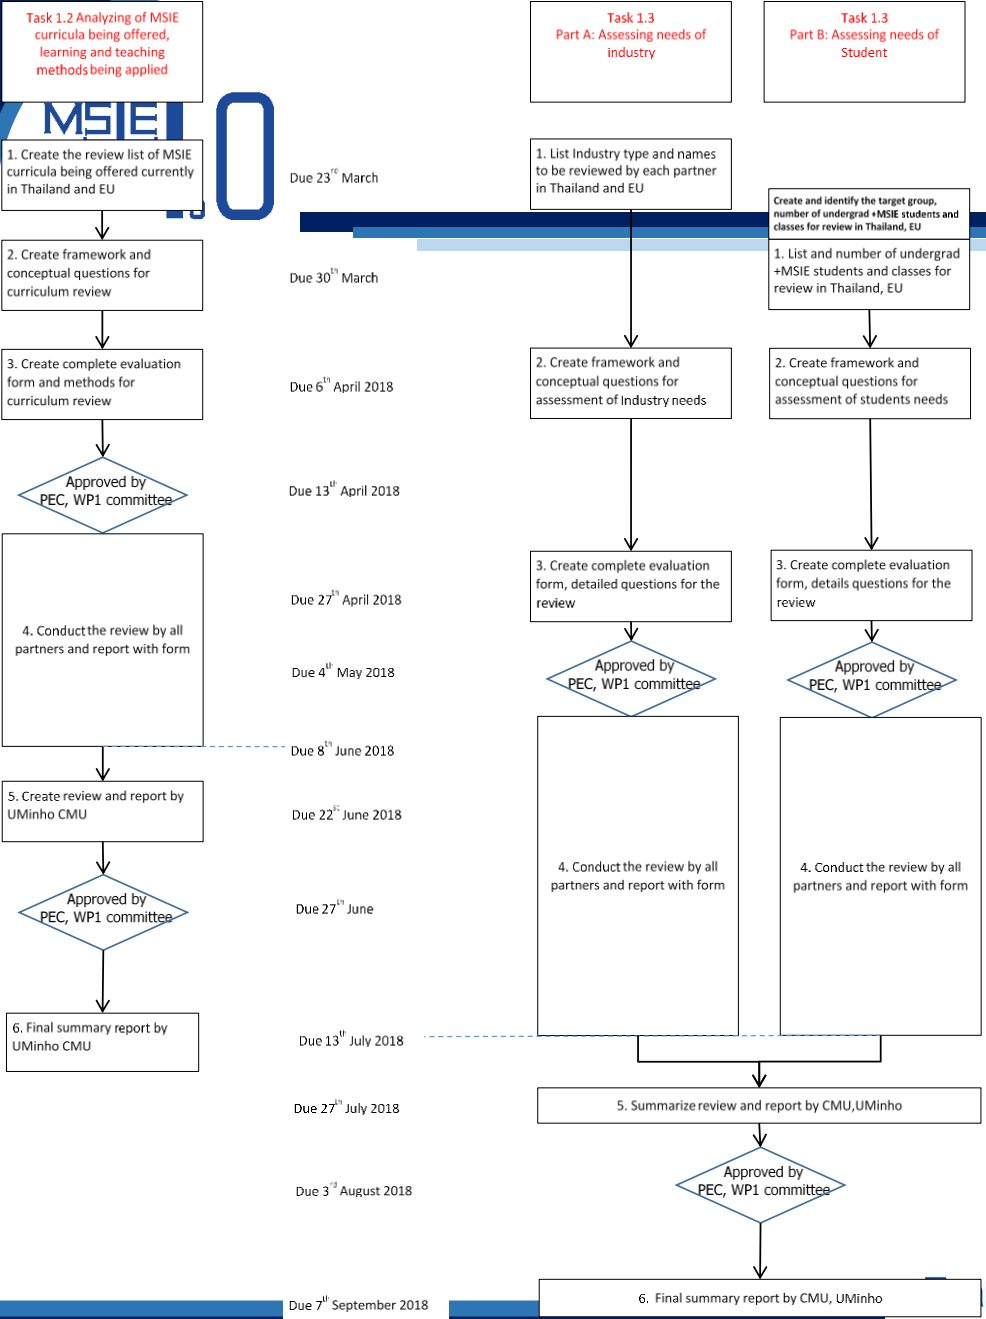 Task 1.2 Analyzing of MSIE
curricula being offered,
learning and teaching
methods being applied
Task 1.3
Part A: Assessing needs of
industry
Task 1.3
Part B: Assessing needs of
Student
MSIE
.0
1. Create the review list of MSIE
curricula being offered currently
in Thailand and EU
Due 23rd March
1. List Industry type and names
to be reviewed by each partner
in Thailand and EU
Create and identify the target group,
number of undergrad +MSIE students and
classes for review in Thailand, EU
2. Create framework and
conceptual questions for
curriculum review
Due 30th March
1. List and number of undergrad
+MSIE students and classes for
review in Thailand, EU
3. Create complete evaluation
form and methods for
curriculum review
Due 6th April 2018
2. Create framework and
conceptual questions for
assessment of Industry needs
2. Create framework and
conceptual questions for
assessment of students needs
Approved by
PEC, WP1 committee
Due 13th April 2018
3. Create complete evaluation
form, detailed questions for the
review
3. Create complete evaluation
form, details questions for the
review
Due 27th April 2018
4. Conduct the review by all
partners and report with form
Due 4th May 2018
Approved by
PEC, WP1 committee
Approved by
PEC, WP1 committee
Due 8th June 2018
5. Create review and report by
UMinho CMU
Due 22st June 2018
4. Conduct the review by all
partners and report with form
4. Conduct the review by all
partners and report with form
Approved by
PEC, WP1 committee
Due 27th June
6. Final summary report by
UMinho CMU
Due 13th July 2018
Due 27th July 2018
5. Summarize review and report by CMU,UMinho
Due 3rd August 2018
Approved by
PEC, WP1 committee
Due 7th September 2018
6. Final summary report by CMU, UMinho